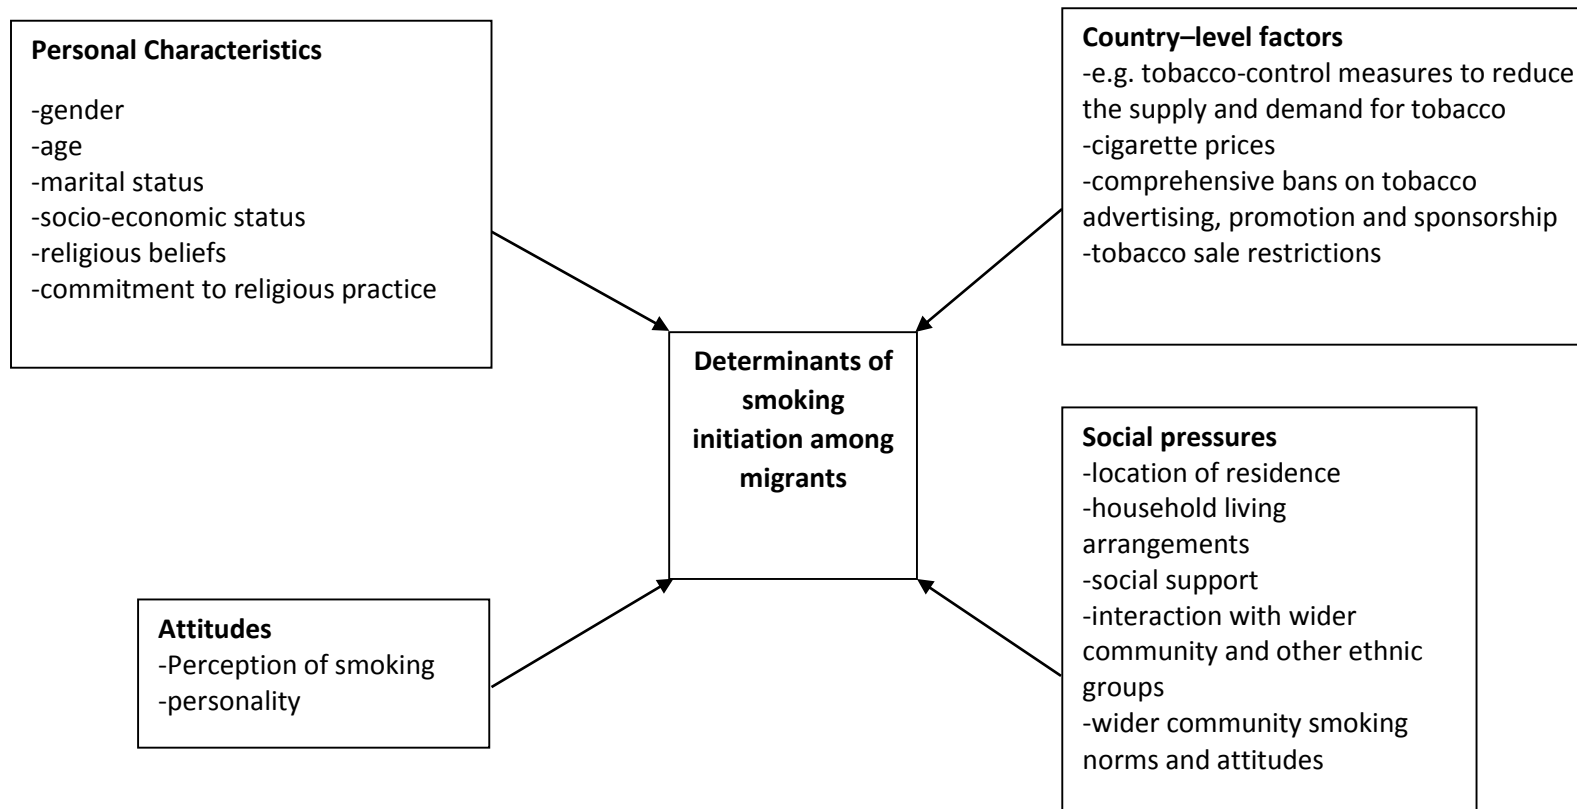 Personal Characteristics
-gender
-age
-marital status
-socio-economic status
-religious beliefs
-commitment to religious practice
Country–level factors
-e.g. tobacco-control measures to reduce
the supply and demand for tobacco
-cigarette prices
-comprehensive bans on tobacco
advertising, promotion and sponsorship
-tobacco sale restrictions
Determinants of
smoking
initiation among
migrants
Attitudes
-Perception of smoking
-personality
Social pressures
-location of residence
-household living
arrangements
-social support
-interaction with wider
community and other ethnic
groups
-wider community smoking
norms and attitudes